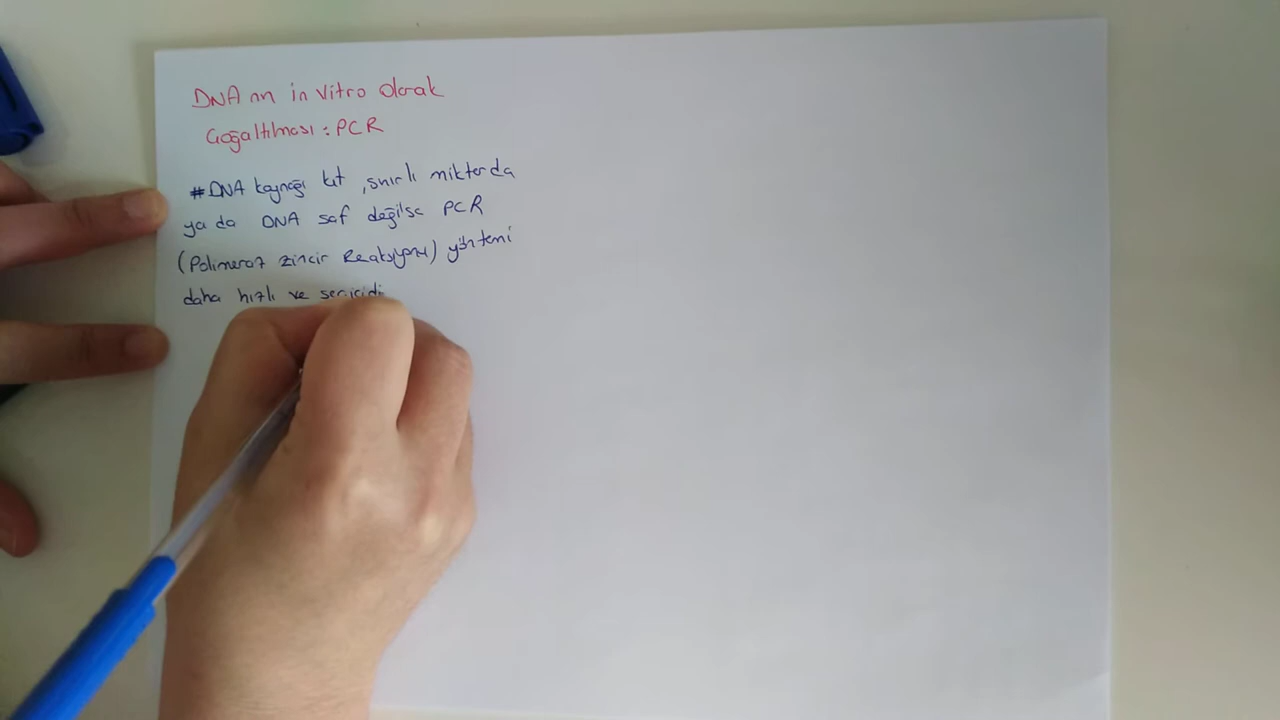 DNA nın in vitro Olarak
Çoğaltılması : PCR
#DNA kaynağı kıt , sınırlı miktarda
ya da DNA saf değilse PCR
(Polimeraz zincir Reaksiyonu) yöntemi
daha hızlı ve seçicidi